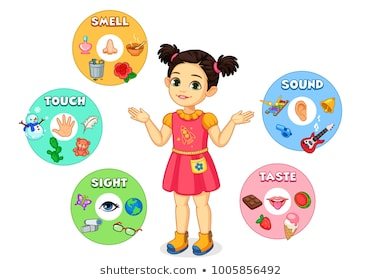 SMELL
TOUCH
SOUND
SIGHT
TASTE
shutterstock.com • 1005856492